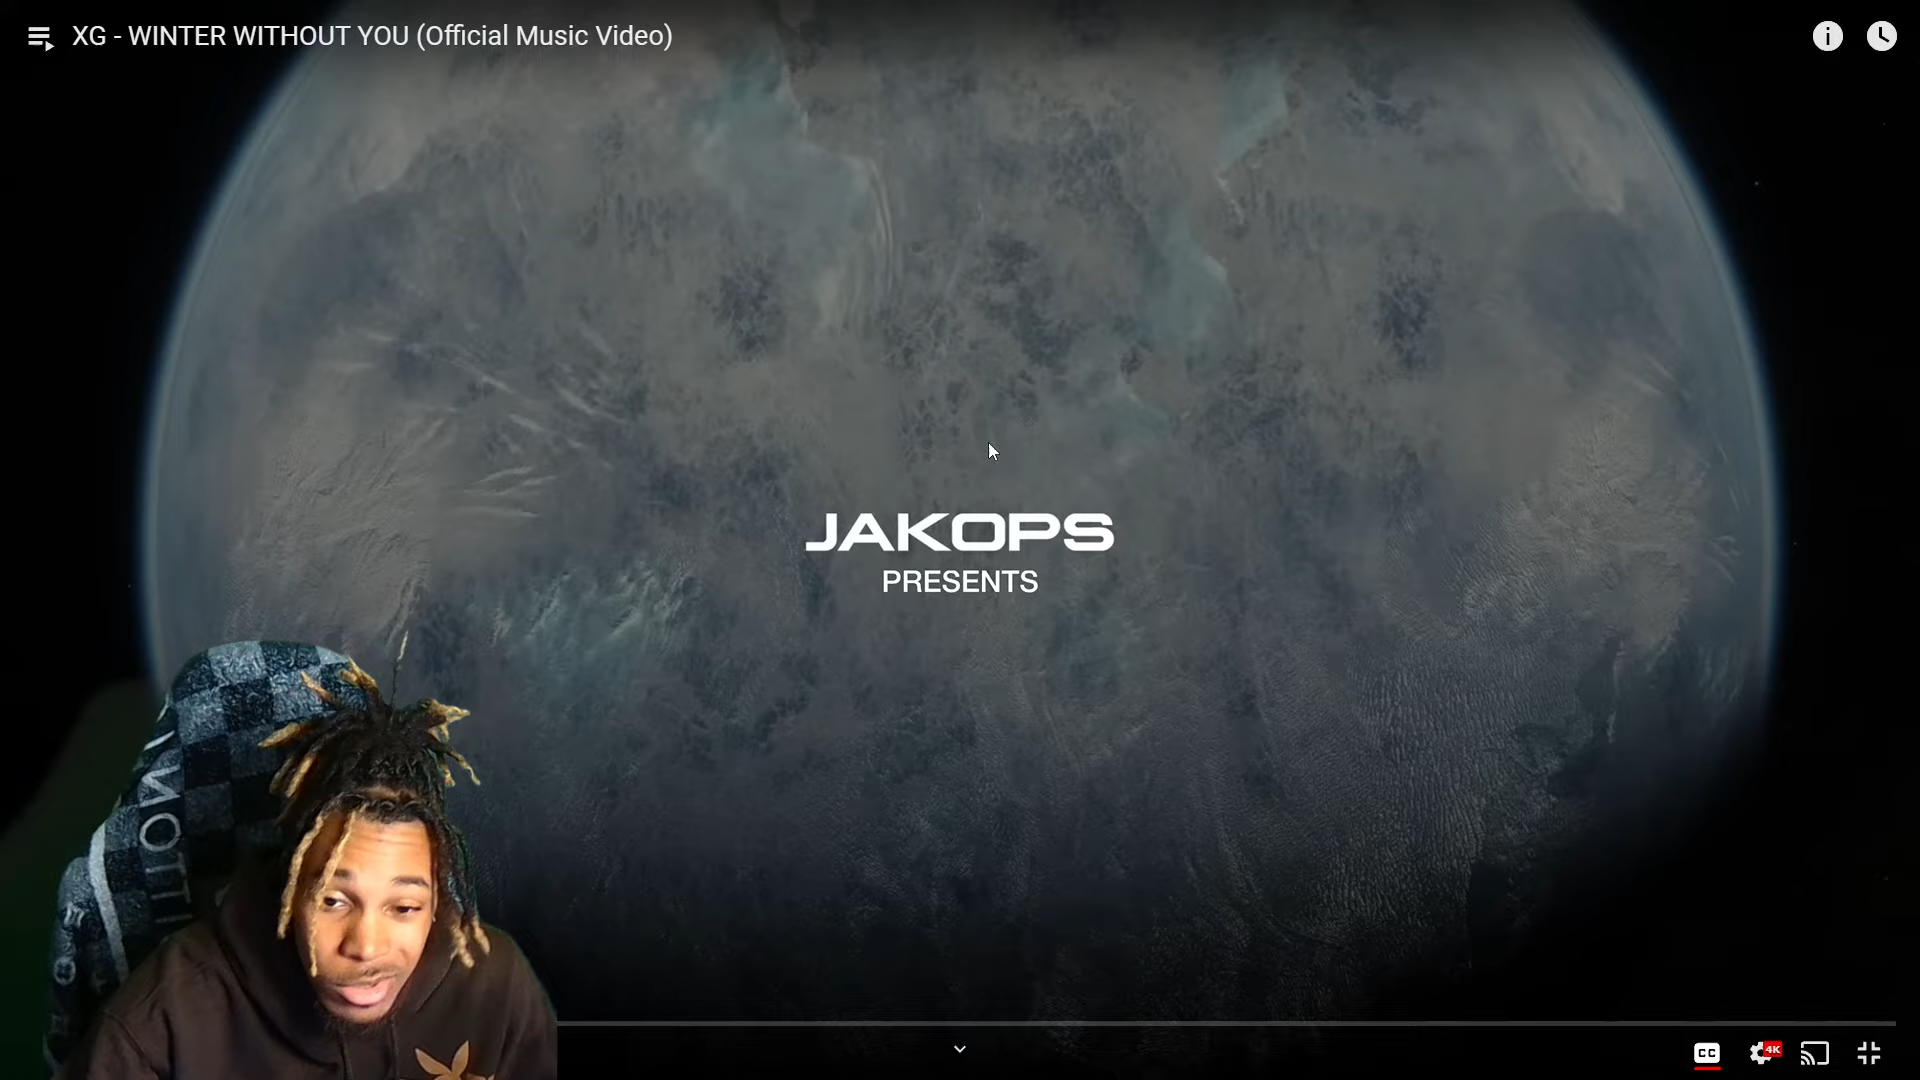 XG - WINTER WITHOUT YOU (Official Music Video)
JAKOPS
PRESENTS
CC
4K